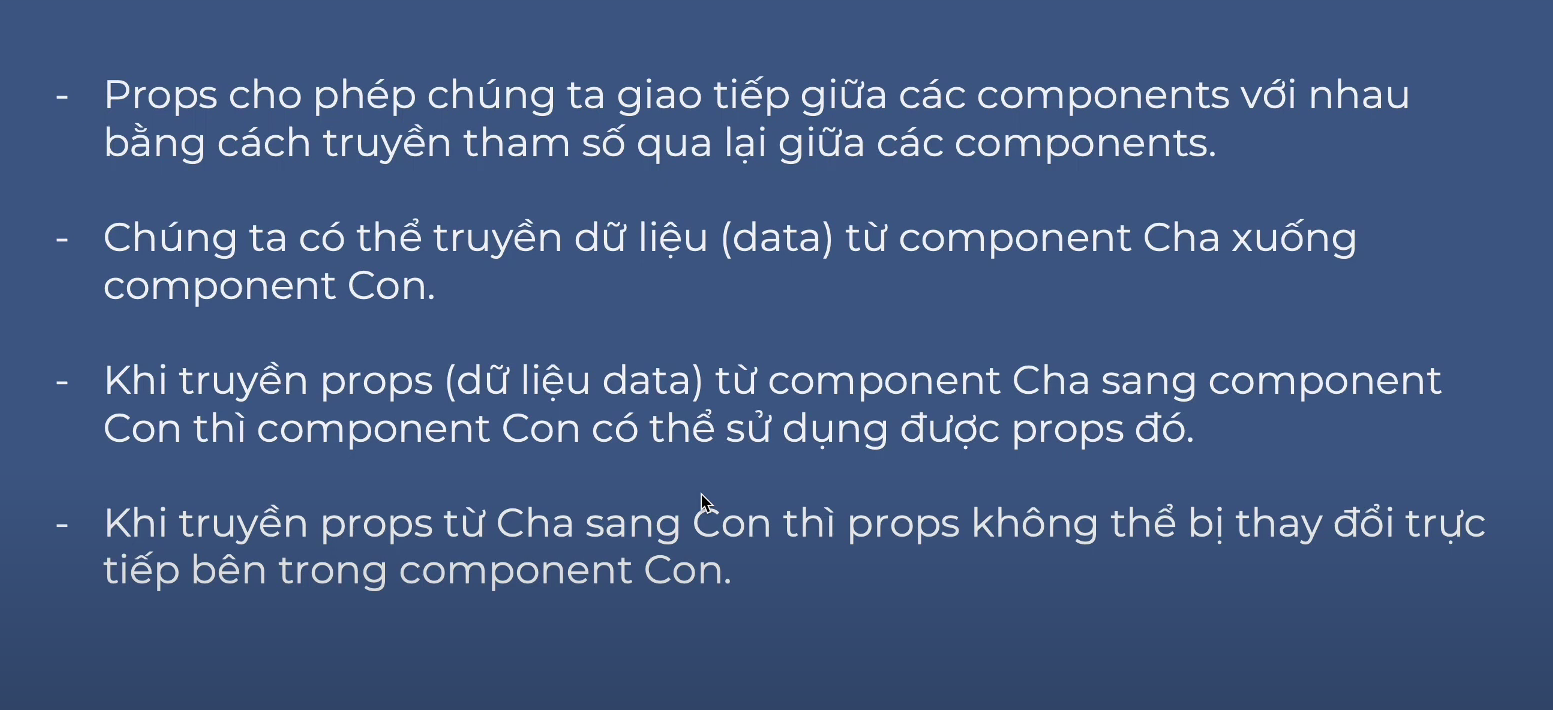 - Props cho phép chúng ta giao tiếp giữa các components với nhau
bằng cách truyền tham số qua lại giữa các components.
- Chúng ta có thể truyền dữ liệu (data) từ component Cha xuống
component Con.
- Khi truyền props (dữ liệu data) từ component Cha sang component
Con thì component Con có thể sử dụng được props đó.
- Khi truyền props từ Cha sang Con thì props không thể bị thay đổi trực
tiếp bên trong component Con.